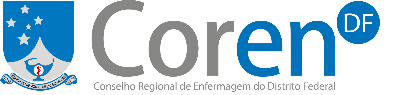 Coren DF
Conselho Regional de Enfermagem do Distrito Federal